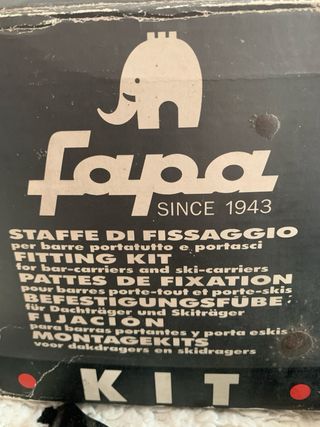 fapa
SINCE 1943
STAFFE DI FISSAGGIO
per barre portatutto e portasci
FITTING KIT
for bar-carriers and ski-carriers
PATTES DE FIXATION
pour barres porte-tout et porte-skis
BEFESTIGUNGSFÜBE
für Dachträger und Skiträger
FIJACION
para barras portantes y porta eskis
MONTAGEKITS
voor dakdragers en skidragers
KIT